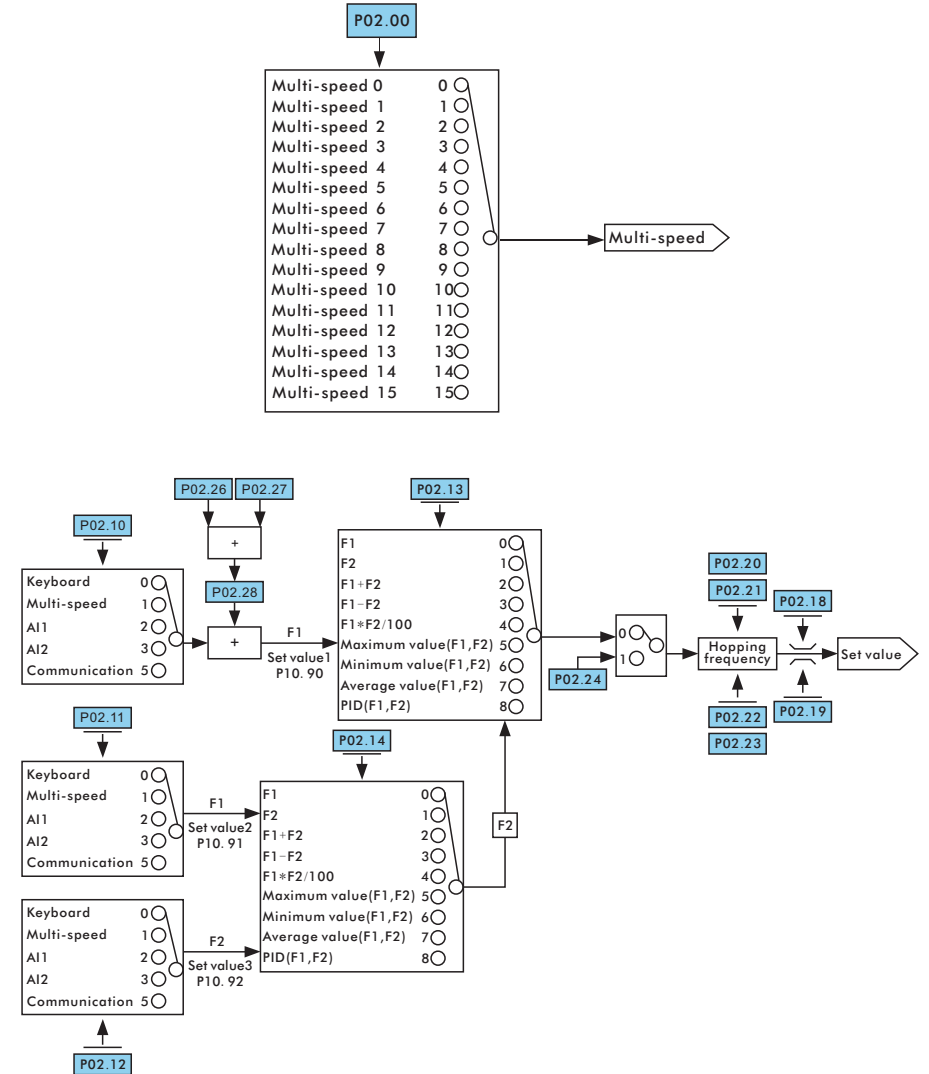 P02.00
Multi-speed 0 0
Multi-speed 1 1
Multi-speed 2 2
Multi-speed 3 3
Multi-speed 4 4
Multi-speed 5 5
Multi-speed 6 6
Multi-speed 7 7
Multi-speed 8 8
Multi-speed 9 9
Multi-speed 10 10
Multi-speed 11 11
Multi-speed 12 12
Multi-speed 13 13
Multi-speed 14 14
Multi-speed 15 15
Multi-speed
P02.10
Keyboard 0
Multi-speed 1
AI1 2
AI2 3
Communication 5
P02.26 P02.27
+
P02.28
+
F1
Set value1
P10. 90
P02.13
F1 0
F2 1
F1+F2 2
F1-F2 3
F1*F2/100 4
Maximum value(F1,F2) 5
Minimum value(F1,F2) 6
Average value(F1,F2) 7
PID(F1,F2) 8
0
1
P02.24
P02.20
P02.21
Hopping
frequency
P02.22
P02.23
P02.18
P02.19
Set value
P02.11
Keyboard 0
Multi-speed 1
AI1 2
AI2 3
Communication 5
F1
Set value2
P10. 91
P02.14
F1 0
F2 1
F1+F2 2
F1-F2 3
F1*F2/100 4
Maximum value(F1,F2) 5
Minimum value(F1,F2) 6
Average value(F1,F2) 7
PID(F1,F2) 8
F2
Keyboard 0
Multi-speed 1
AI1 2
AI2 3
Communication 5
F2
Set value3
P10. 92
P02.12